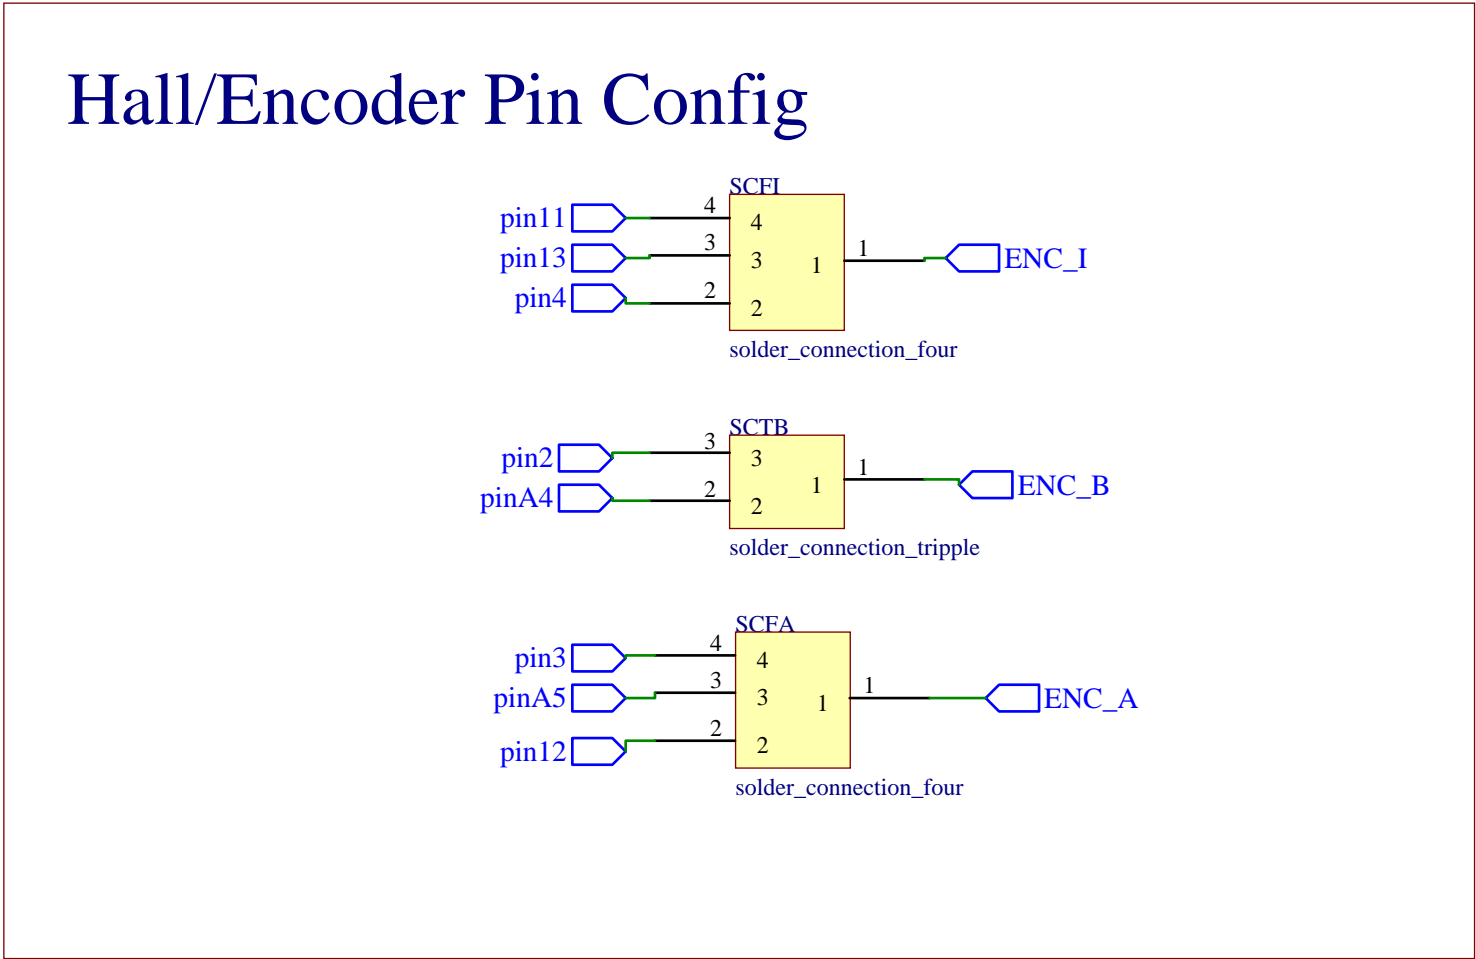 Hall/Encoder Pin Config
SCFI
pin11 4 4
pin13 3 3 1 1 ENC_I
pin4 2 2
solder_connection_four
SCTB
pin2 3 3
1 1 ENC_B
pinA4 2 2
solder_connection_tripple
SCFA
pin3 4 4
pinA5 3 3 1 1 ENC_A
pin12 2 2
solder_connection_four